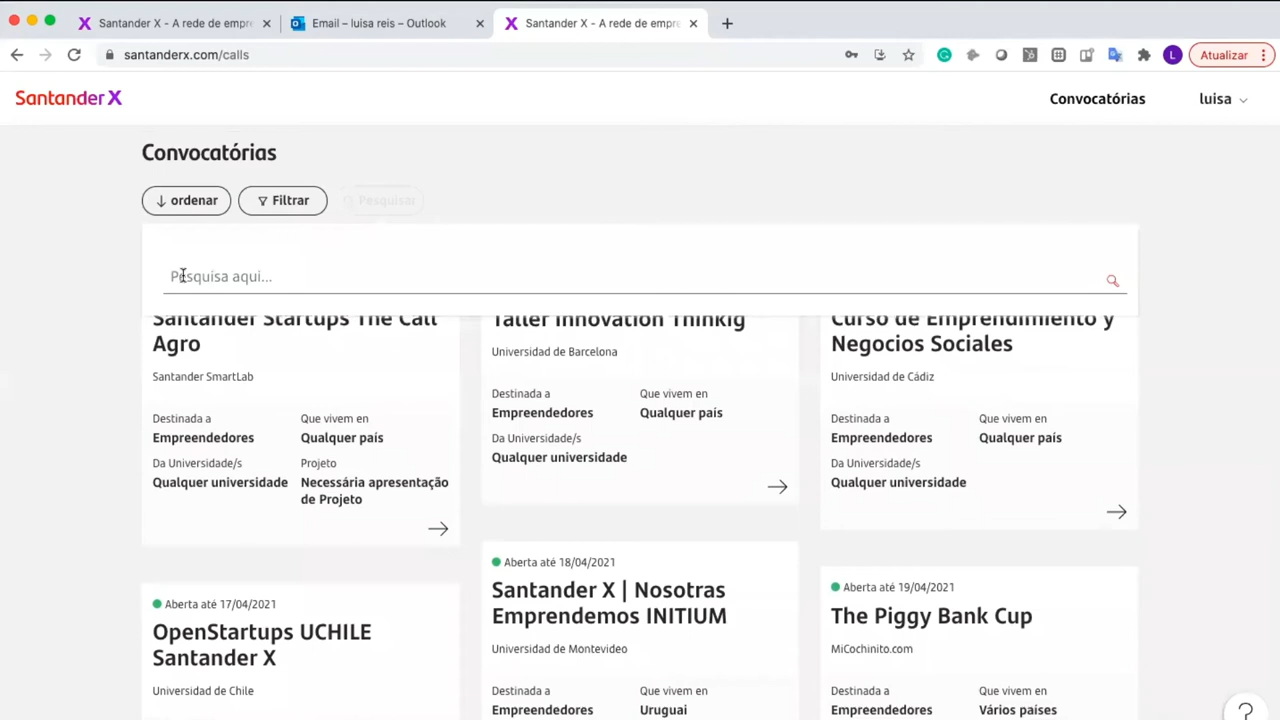 Santander X - A rede de empre
Email – luisa reis – Outlook
Santander X - A rede de empre
santanderx.com/calls
L
Atualizar
Santander X
Convocatórias
luisa
Convocatórias
ordenar
Filtrar
Pesquisar
Pesquisa aqui...
Santander Startups The Call
Agro
Santander SmartLab
Destinada a
Que vivem en
Empreendedores
Qualquer país
Da Universidade/s
Projeto
Qualquer universidade
Necessária apresentação
de Projeto
Taller Innovation Thinkig
Universidad de Barcelona
Destinada a
Que vivem en
Empreendedores
Qualquer país
Da Universidade/s
Qualquer universidade
Curso de Emprendimiento y
Negocios Sociales
Universidad de Cádiz
Destinada a
Que vivem en
Empreendedores
Qualquer país
Da Universidade/s
Qualquer universidade
Aberta até 17/04/2021
OpenStartups UCHILE
Santander X
Universidad de Chile
Aberta até 18/04/2021
Santander X | Nosotras
Emprendemos INITIUM
Universidad de Montevideo
Destinada a
Que vivem en
Empreendedores
Uruguai
Aberta até 19/04/2021
The Piggy Bank Cup
MiCochinito.com
Destinada a
Que vivem en
Empreendedores
Vários países
?